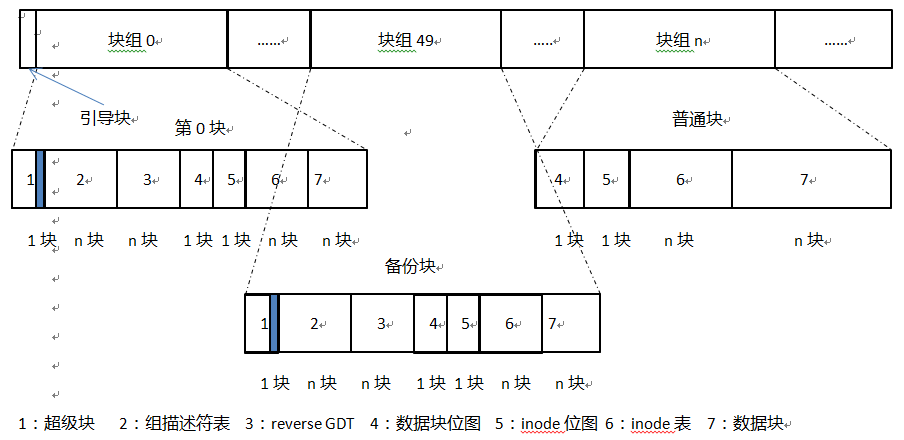 块组 0 …… 块组 49 ….. 块组 n ……
引导块
第 0 块 普通块
1 2 3 4 5 6 7 4 5 6 7
1 块 n 块 n 块 1 块 1 块 n 块 n 块 1 块 1 块 n 块 n 块
备份块
1 2 3 4 5 6 7
1 块 n 块 n 块 1 块 1 块 n 块 n 块
1：超级块 2：组描述符表 3：reverse GDT 4：数据块位图 5：inode 位图 6：inode 表 7：数据块